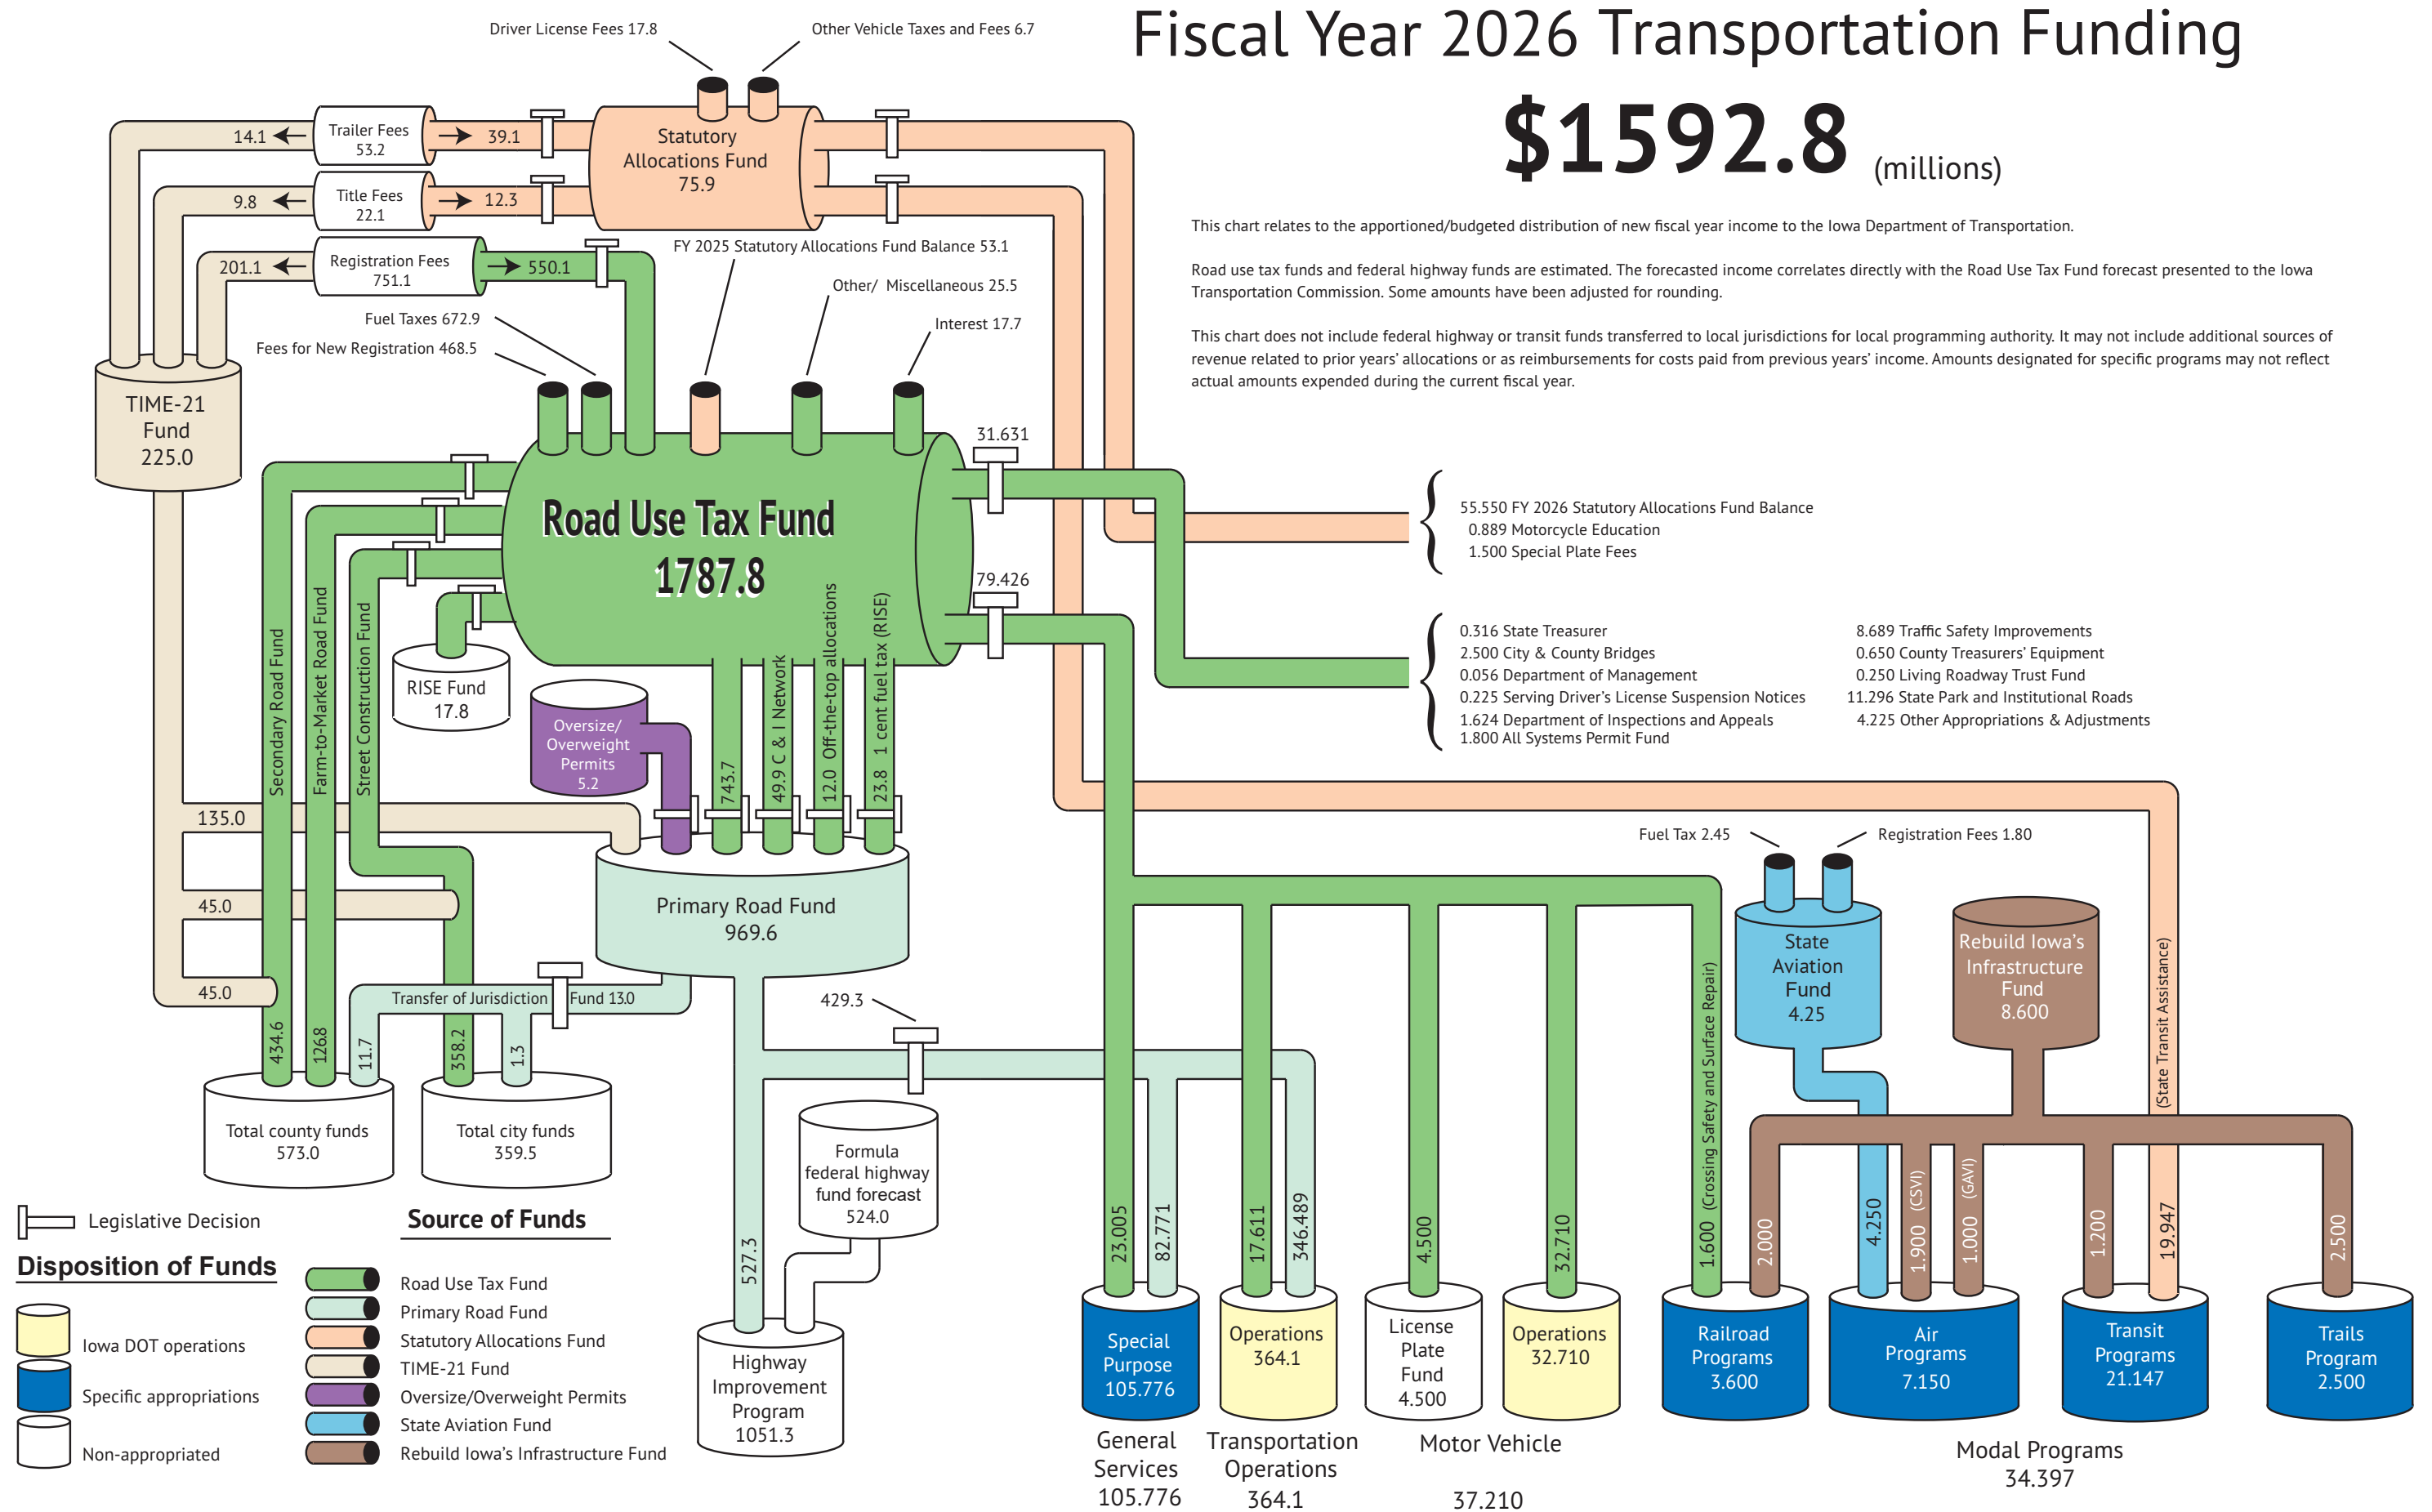 Fiscal Year 2026 Transportation Funding
$1592.8 (millions)
This chart relates to the apportioned/budgeted distribution of new fiscal year income to the Iowa Department of Transportation.
Road use tax funds and federal highway funds are estimated. The forecasted income correlates directly with the Road Use Tax Fund forecast presented to the Iowa
Transportation Commission. Some amounts have been adjusted for rounding.
This chart does not include federal highway or transit funds transferred to local jurisdictions for local programming authority. It may not include additional sources of
revenue related to prior years' allocations or as reimbursements for costs paid from previous years' income. Amounts designated for specific programs may not reflect
actual amounts expended during the current fiscal year.
Driver License Fees 17.8
Other Vehicle Taxes and Fees 6.7
14.1
Trailer Fees
53.2
39.1
Statutory
Allocations Fund
75.9
9.8
Title Fees
22.1
12.3
201.1
Registration Fees
751.1
550.1
FY 2025 Statutory Allocations Fund Balance 53.1
Other/ Miscellaneous 25.5
Interest 17.7
Fuel Taxes 672.9
Fees for New Registration 468.5
TIME-21
Fund
225.0
Road Use Tax Fund
1787.8
31.631
79.426
55.550 FY 2026 Statutory Allocations Fund Balance
0.889 Motorcycle Education
1.500 Special Plate Fees
0.316 State Treasurer
2.500 City & County Bridges
0.056 Department of Management
0.225 Serving Driver's License Suspension Notices
1.624 Department of Inspections and Appeals
1.800 All Systems Permit Fund
8.689 Traffic Safety Improvements
0.650 County Treasurers' Equipment
0.250 Living Roadway Trust Fund
11.296 State Park and Institutional Roads
4.225 Other Appropriations & Adjustments
Secondary Road Fund
Farm-to-Market Road Fund
Street Construction Fund
RISE Fund
17.8
Oversize/
Overweight
Permits
5.2
743.7
49.9 C & I Network
12.0 Off-the-top allocations
23.8 1 cent fuel tax (RISE)
135.0
45.0
45.0
Primary Road Fund
969.6
Transfer of Jurisdiction Fund 13.0
429.3
434.6
126.8
11.7
358.2
1.3
Total county funds
573.0
Total city funds
359.5
Formula
federal highway
fund forecast
524.0
527.3
Highway
Improvement
Program
1051.3
Fuel Tax 2.45
Registration Fees 1.80
State
Aviation
Fund
4.25
Rebuild Iowa's
Infrastructure
Fund
8.600
23.005
82.771
17.611
346.489
4.500
32.710
1.600 (Crossing Safety and Surface Repair)
2.000
4.250
1.900 (CSVI)
1.000 (GAVI)
1.200
19.947
(State Transit Assistance)
2.500
Special
Purpose
105.776
Operations
364.1
License
Plate
Fund
4.500
Operations
32.710
Railroad
Programs
3.600
Air
Programs
7.150
Transit
Programs
21.147
Trails
Program
2.500
General
Services
105.776
Transportation
Operations
364.1
Motor Vehicle
37.210
Modal Programs
34.397
Legislative Decision
Disposition of Funds
Iowa DOT operations
Specific appropriations
Non-appropriated
Source of Funds
Road Use Tax Fund
Primary Road Fund
Statutory Allocations Fund
TIME-21 Fund
Oversize/Overweight Permits
State Aviation Fund
Rebuild Iowa's Infrastructure Fund